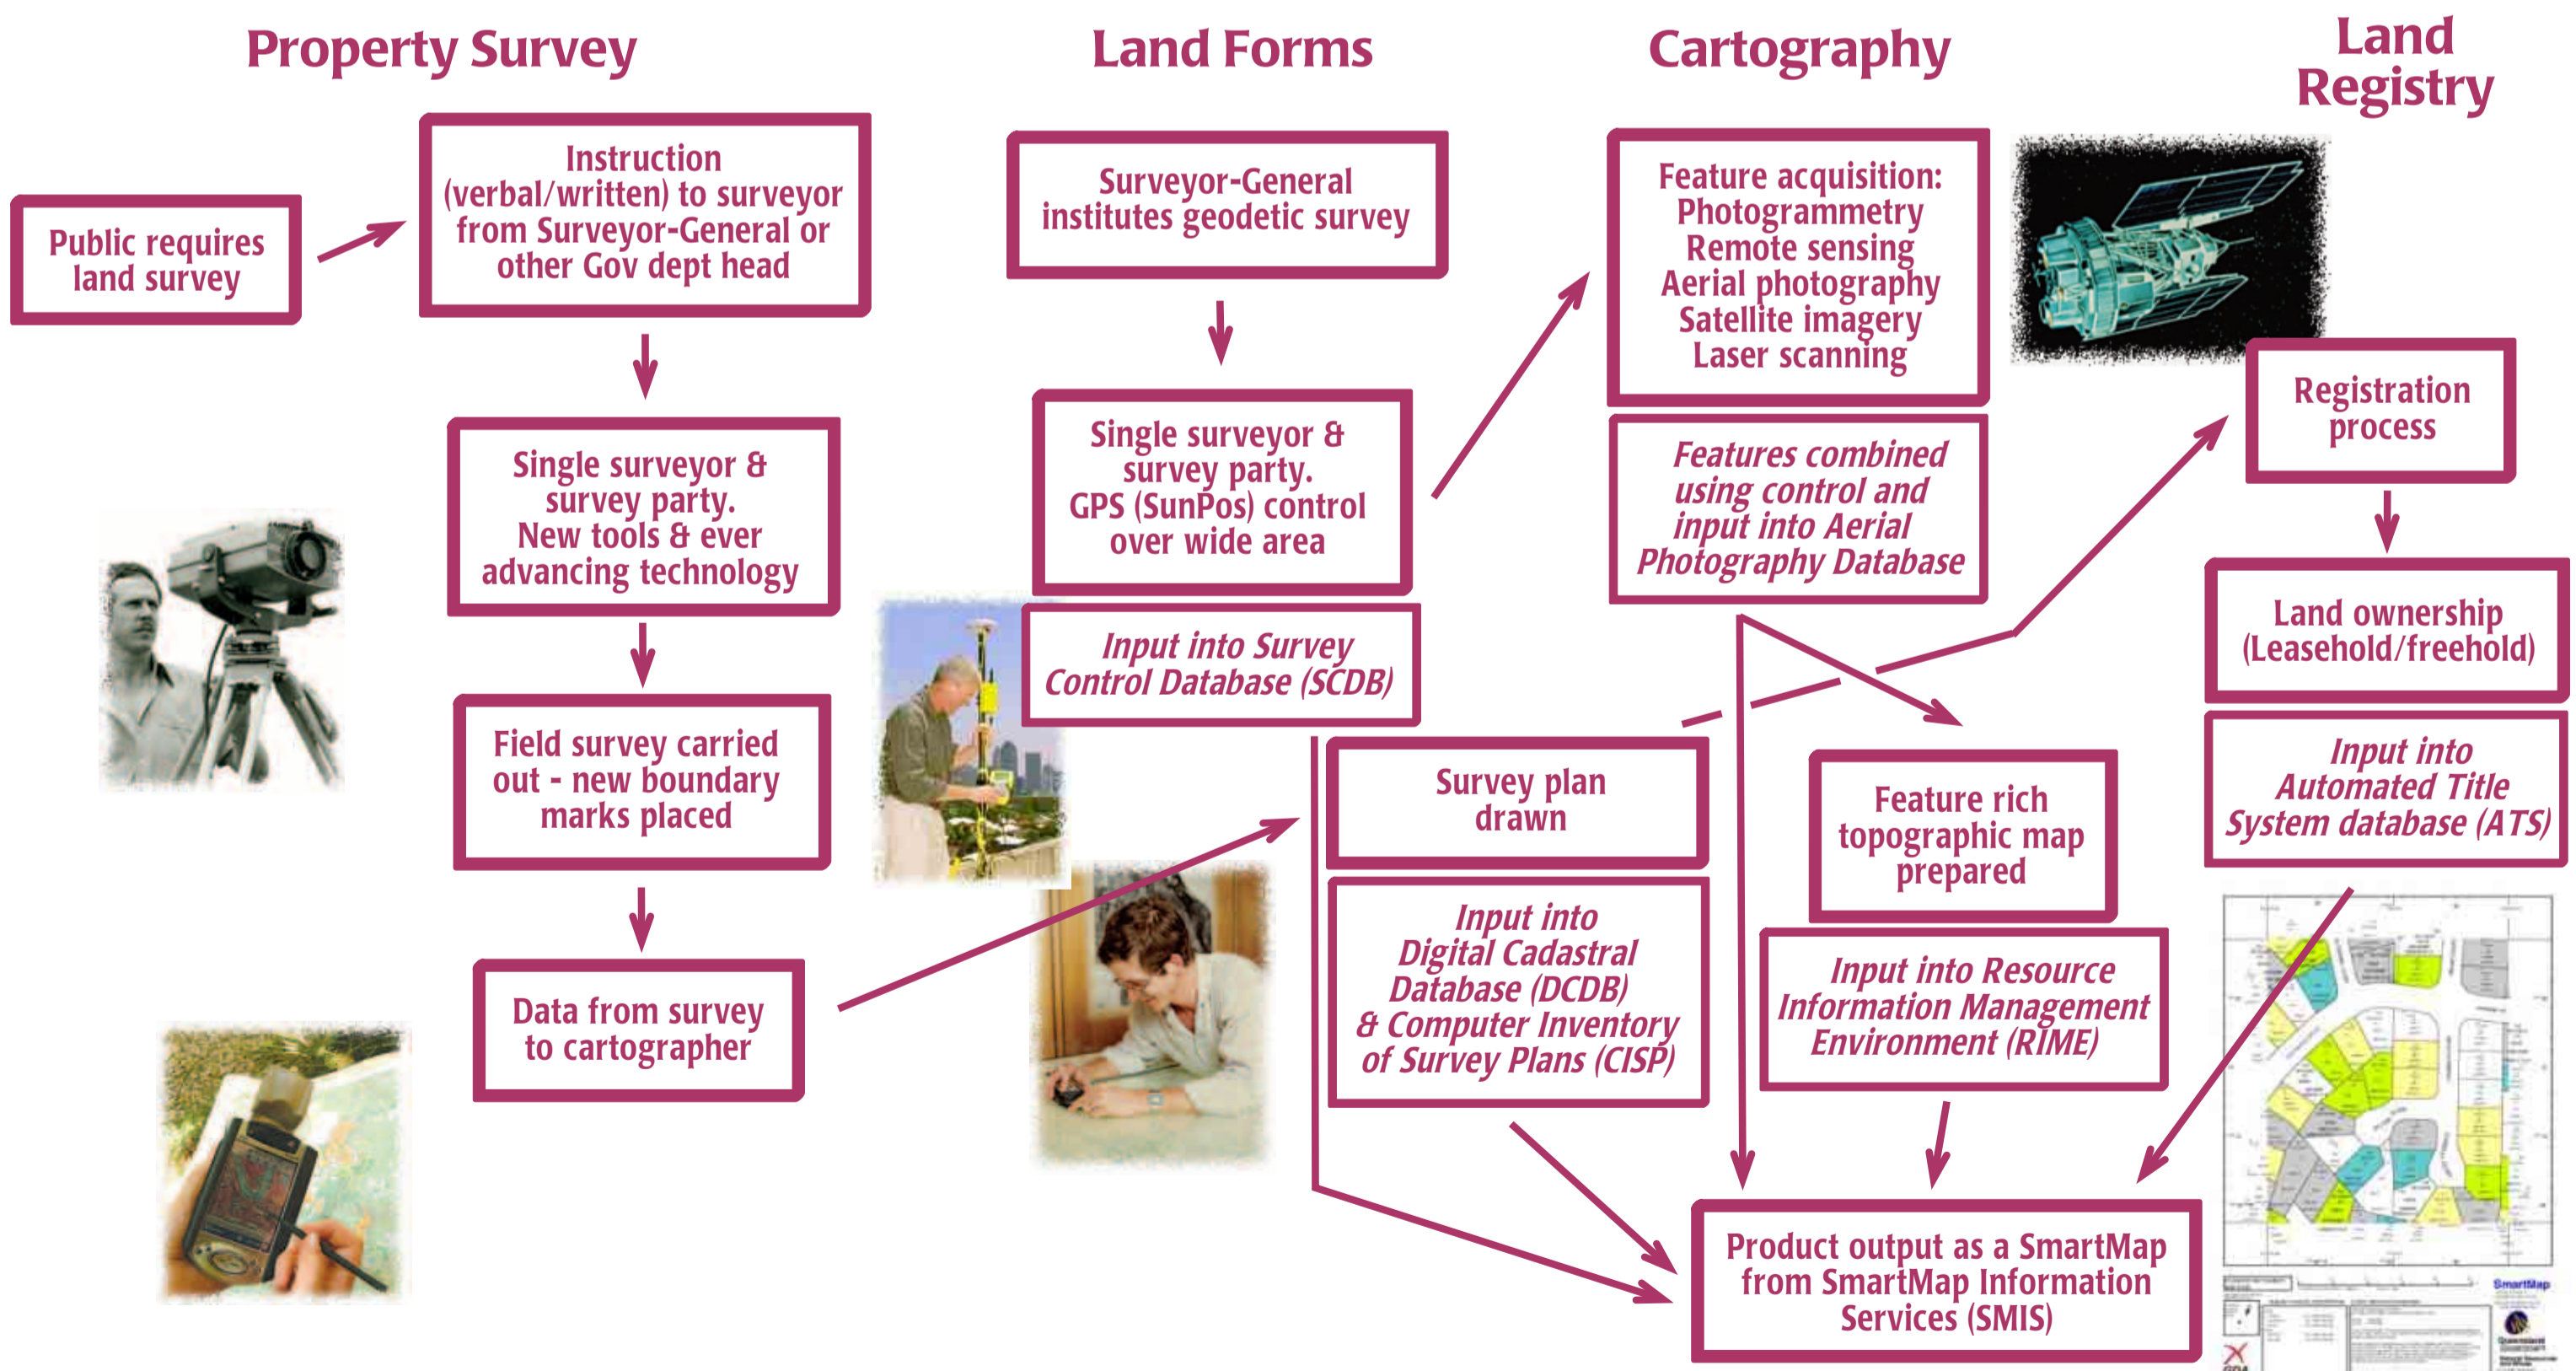 Property Survey
Land Forms
Cartography
Land
Registry
Public requires
land survey
Instruction
(verbal/written) to surveyor
from Surveyor-General or
other Gov dept head
Single surveyor &
survey party.
New tools & ever
advancing technology
Field survey carried
out - new boundary
marks placed
Data from survey
to cartographer
Surveyor-General
institutes geodetic survey
Single surveyor &
survey party.
GPS (SunPos) control
over wide area
Input into Survey
Control Database (SCDB)
Survey plan
drawn
Input into
Digital Cadastral
Database (DCDB)
& Computer Inventory
of Survey Plans (CISP)
Feature acquisition:
Photogrammetry
Remote sensing
Aerial photography
Satellite imagery
Laser scanning
Features combined
using control and
input into Aerial
Photography Database
Feature rich
topographic map
prepared
Input into Resource
Information Management
Environment (RIME)
Registration
process
Land ownership
(Leasehold/freehold)
Input into
Automated Title
System database (ATS)
Product output as a SmartMap
from SmartMap Information
Services (SMIS)
SmartMap
Queensland